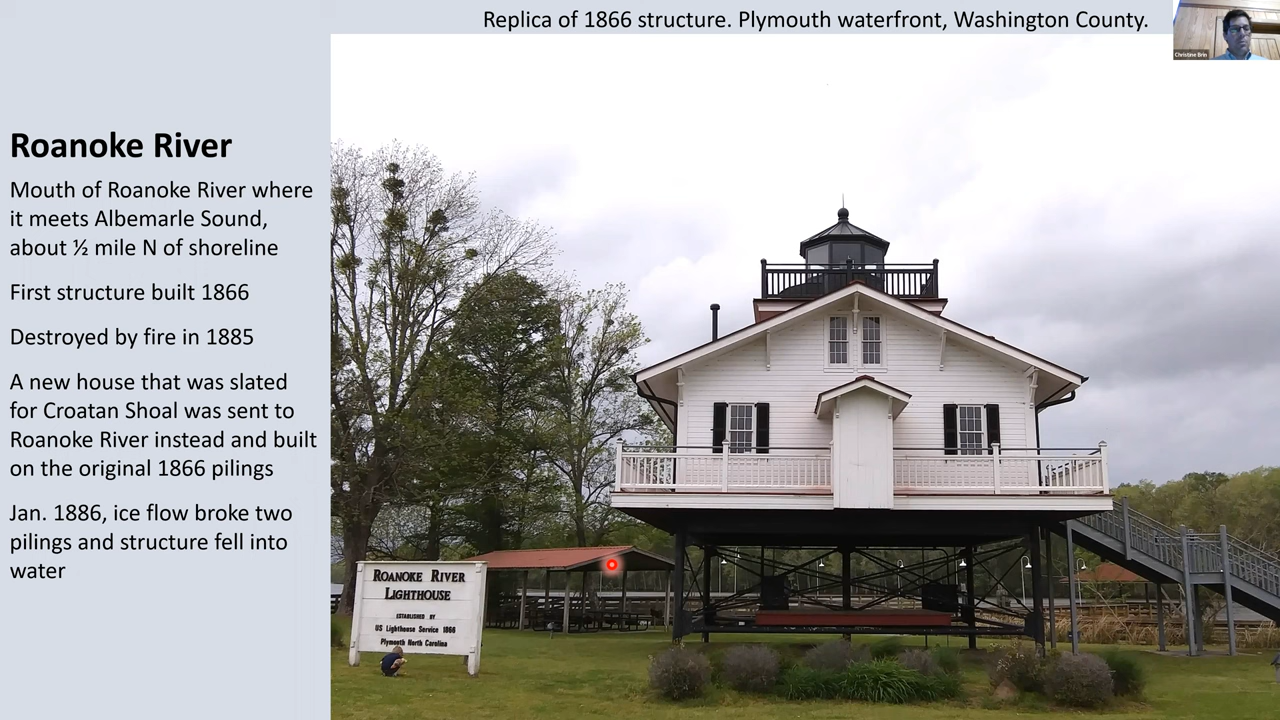 Replica of 1866 structure. Plymouth waterfront, Washington County.
Christine Brin
Roanoke River
Mouth of Roanoke River where
it meets Albemarle Sound,
about ½ mile N of shoreline
First structure built 1866
Destroyed by fire in 1885
A new house that was slated
for Croatan Shoal was sent to
Roanoke River instead and built
on the original 1866 pilings
Jan. 1886, ice flow broke two
pilings and structure fell into
water
ROANOKE RIVER
LIGHTHOUSE
ESTABLISHED BY
US Lighthouse Service 1866
Plymouth North Carolina